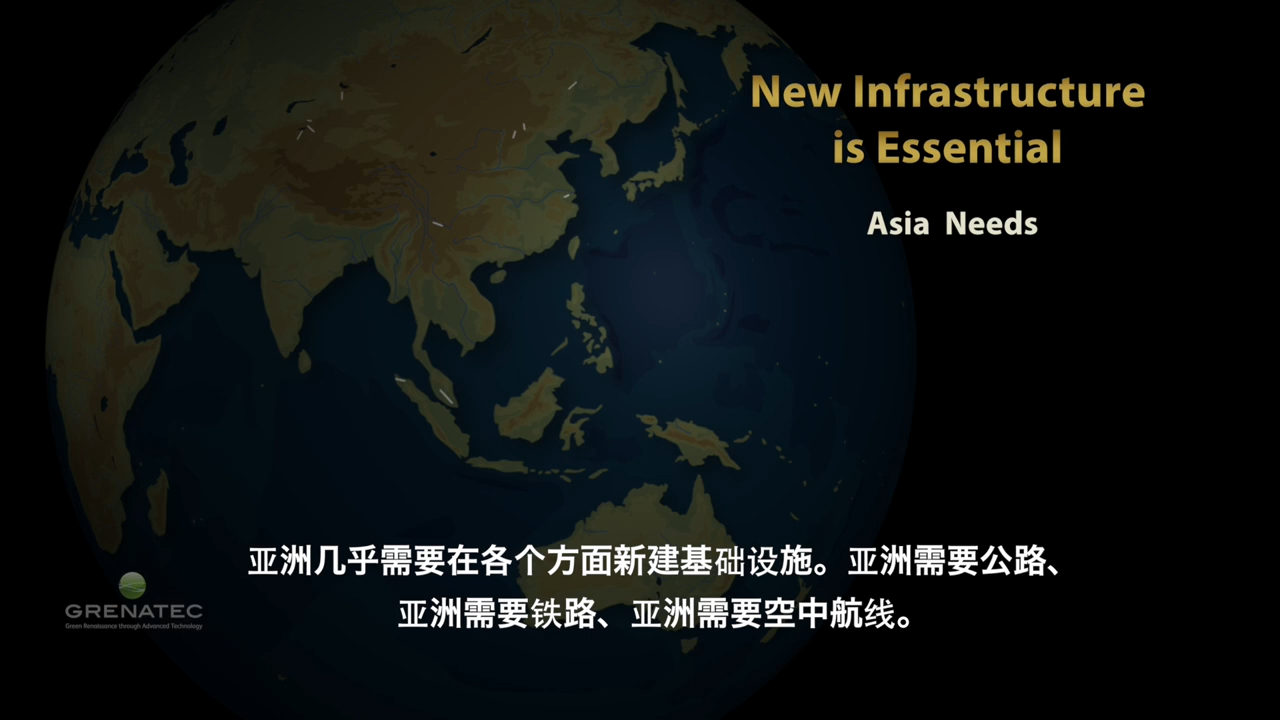 New Infrastructure
is Essential
Asia Needs
亚洲几乎需要在各个方面新建基础设施。亚洲需要公路、
亚洲需要铁路、亚洲需要空中航线。
GRENATEC
Green Renaissance through Advanced Technology